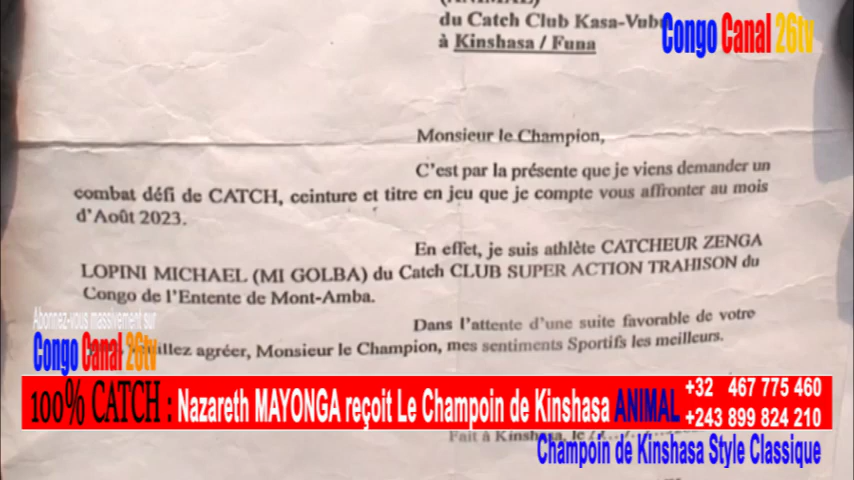 (ANIMAL)
du Catch Club Kasa-Vubu
à Kinshasa / Funa
Congo Canal 26tv
Monsieur le Champion,
C'est par la présente que je viens demander un
combat défi de CATCH, ceinture et titre en jeu que je compte vous affronter au mois
d'Août 2023.
En effet, je suis athlète CATCHEUR ZENGA
LOPINI MICHAEL (MI GOLBA) du Catch CLUB SUPER ACTION TRAHISON du
Congo de l'Entente de Mont-Amba.
Abonnez-vous massivement sur
Congo Canal 26tv
Dans l'attente d'une suite favorable de votre
agréer, Monsieur le Champion, mes sentiments Sportifs les meilleurs.
100% CATCH : Nazareth MAYONGA reçoit Le Champoin de Kinshasa ANIMAL
+32 467 775 460
+243 899 824 210
Fait à Kinshasa, le
Champoin de Kinshasa Style Classique